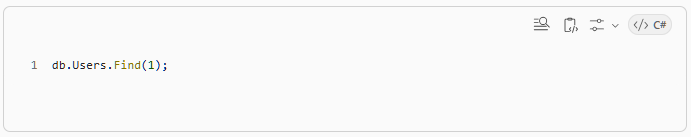 </> C#
1 db.Users.Find(1);